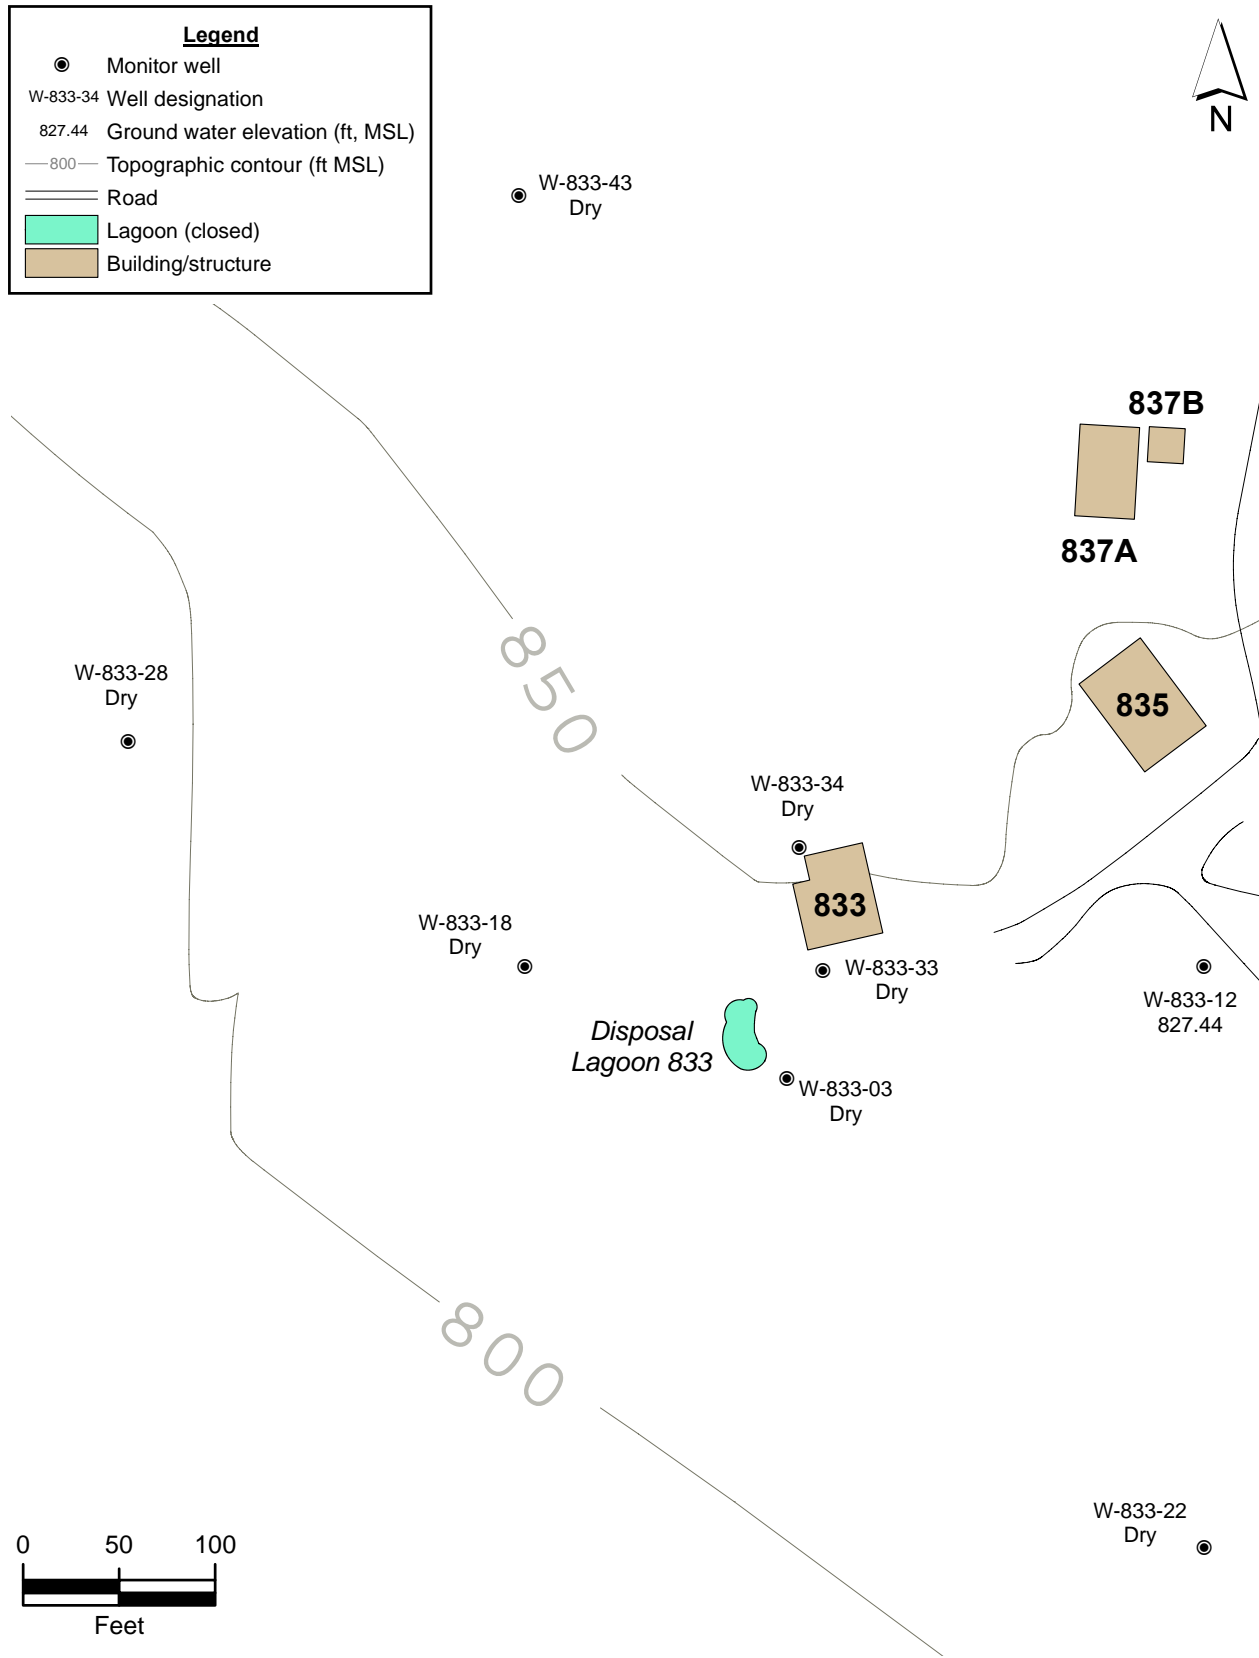 Legend
Monitor well
W-833-34 Well designation
827.44 Ground water elevation (ft, MSL)
800 Topographic contour (ft MSL)
Road
Lagoon (closed)
Building/structure
N
W-833-43
Dry
837B
837A
850
W-833-28
Dry
835
W-833-34
Dry
833
W-833-18
Dry
W-833-33
Dry
W-833-12
827.44
Disposal
Lagoon 833
W-833-03
Dry
800
W-833-22
Dry
0 50 100
Feet